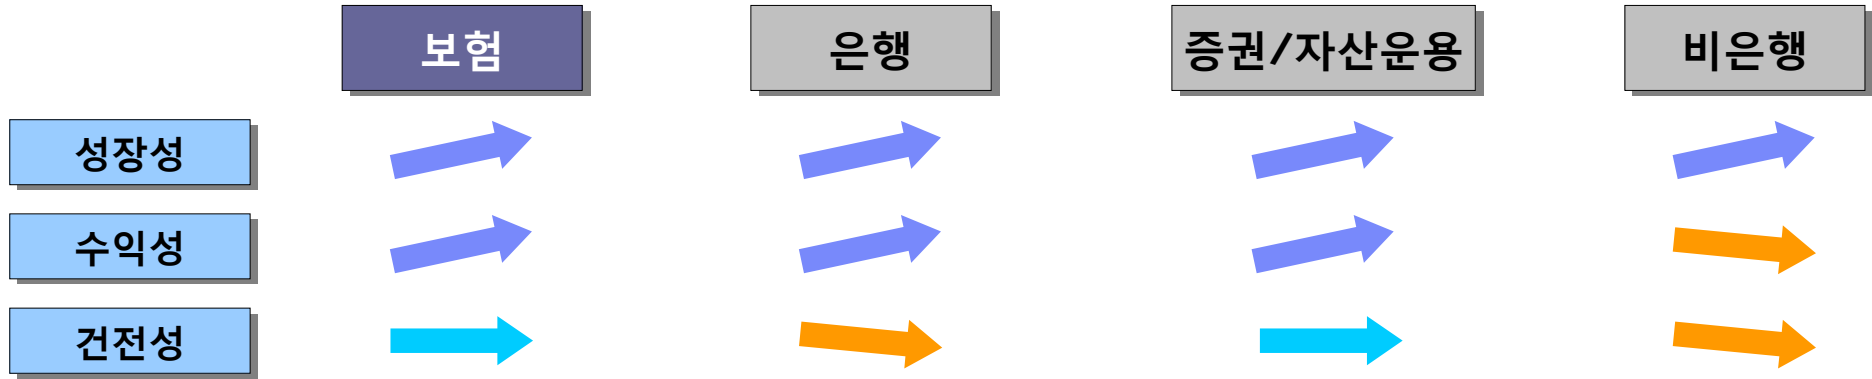 보험
은행
증권/자산운용
비은행
성장성
수익성
건전성